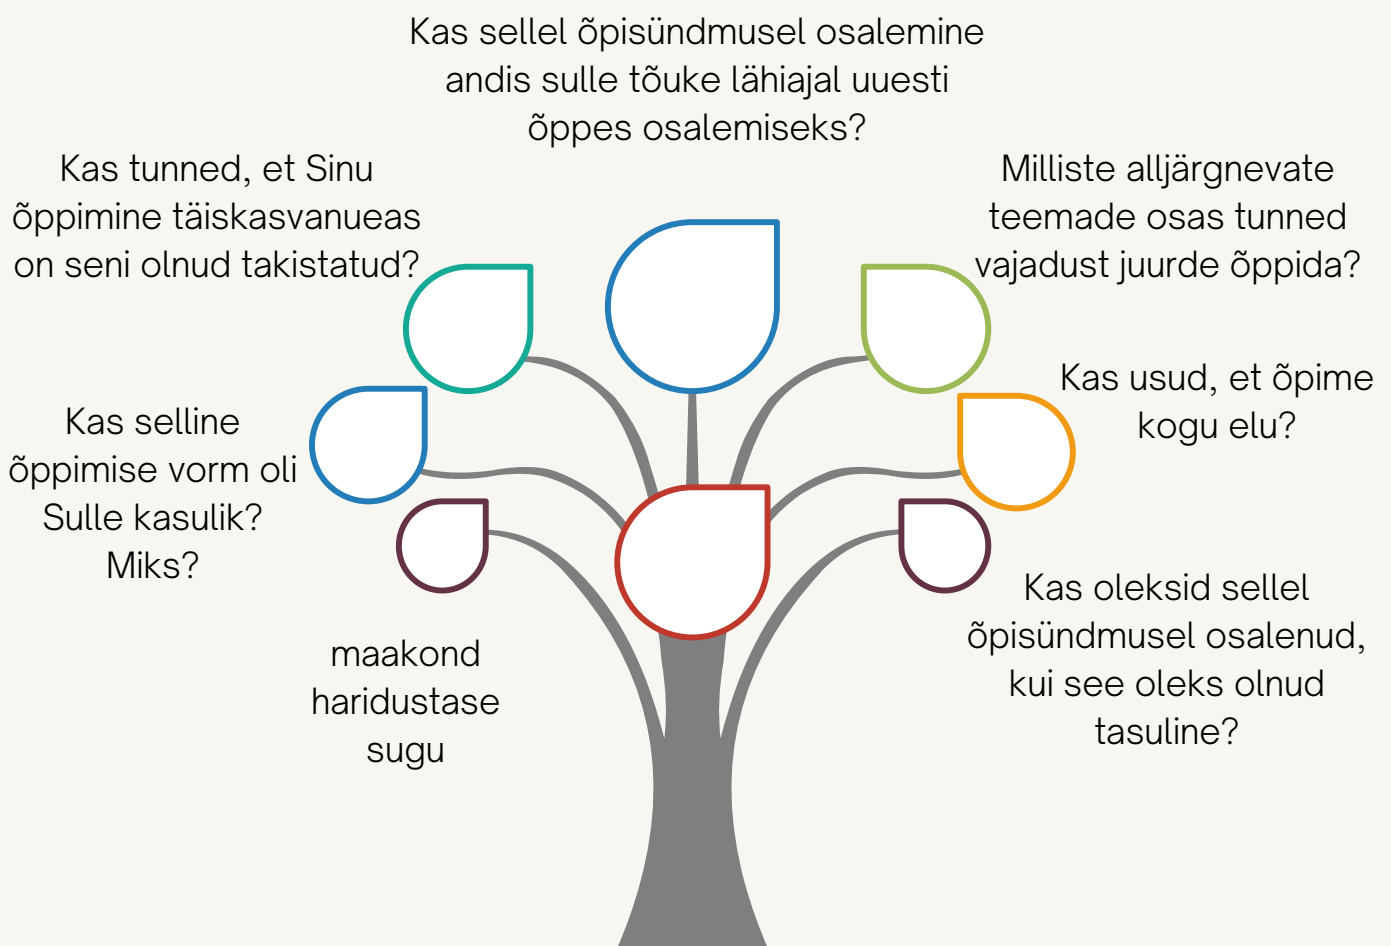 Kas sellel õpisündmusel osalemine
andis sulle tõuke lähiajal uuesti
õppes osalemiseks?
Kas tunned, et Sinu
õppimine täiskasvanueas
on seni olnud takistatud?
Milliste alljärgnevate
teemade osas tunned
vajadust juurde õppida?
Kas selline
õppimise vorm oli
Sulle kasulik?
Miks?
Kas usud, et õpime
kogu elu?
maakond
haridustase
sugu
Kas oleksid sellel
õpisündmusel osalenud,
kui see oleks olnud
tasuline?